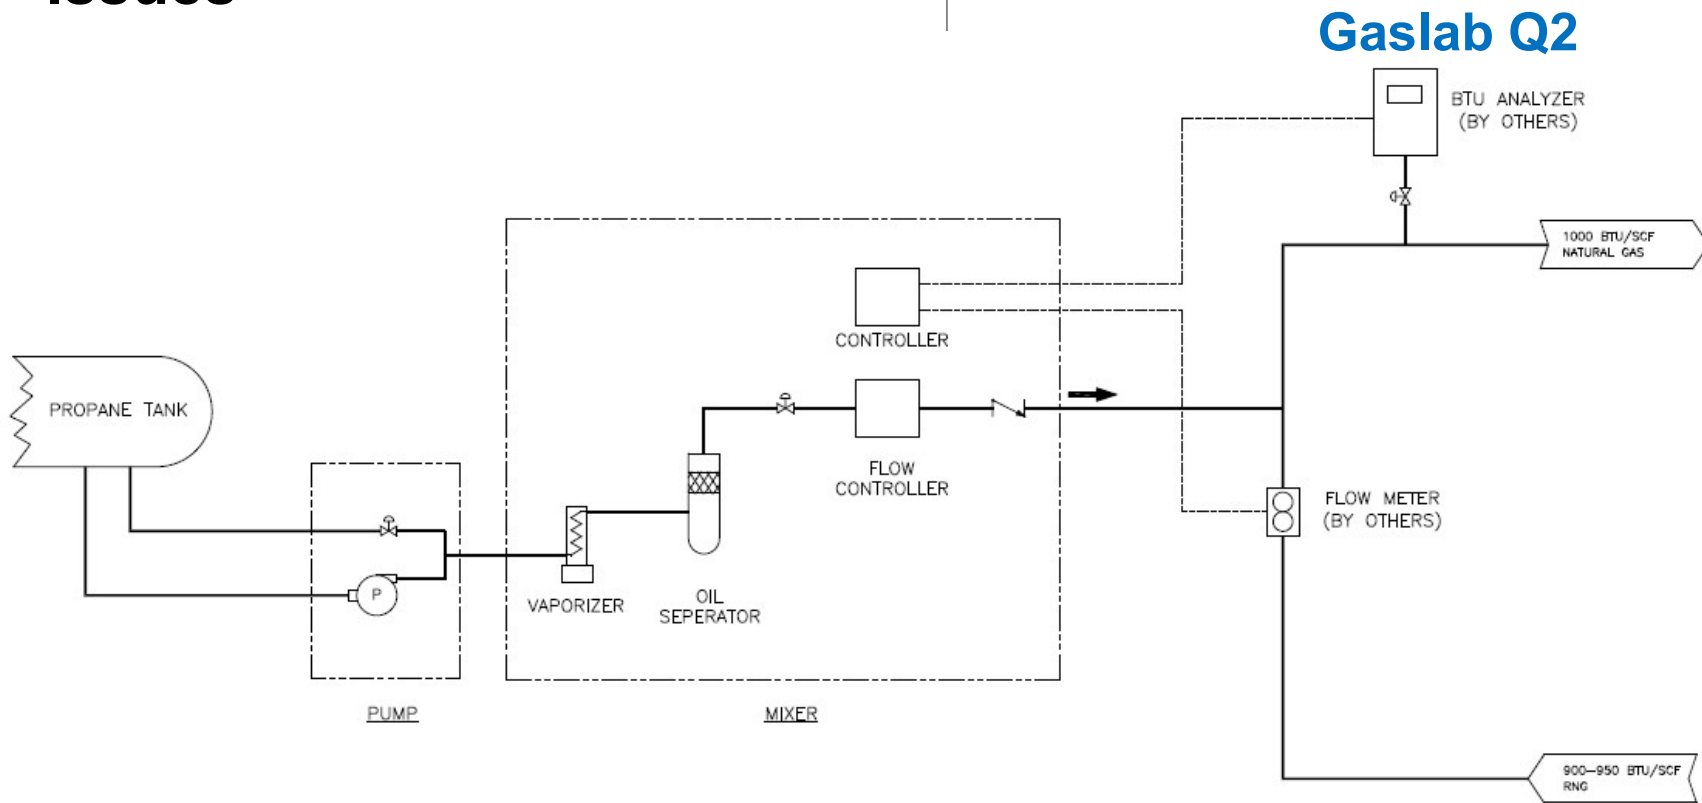 Issues
Gaslab Q2
BTU ANALYZER
(BY OTHERS)
1000 BTU/SCF
NATURAL GAS
CONTROLLER
PROPANE TANK
FLOW
CONTROLLER
FLOW METER
(BY OTHERS)
P
VAPORIZER
OIL
SEPERATOR
PUMP
MIXER
900-950 BTU/SCF
RNG